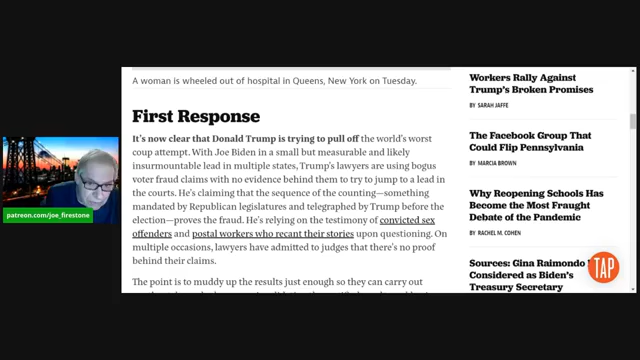 A woman is wheeled out of hospital in Queens, New York on Tuesday.
First Response
It's now clear that Donald Trump is trying to pull off the world's worst
coup attempt. With Joe Biden in a small but measurable and likely
insurmountable lead in multiple states, Trump's lawyers are using bogus
voter fraud claims with no evidence behind them to try to jump to a lead in
the courts. He's claiming that the sequence of the counting—something
mandated by Republican legislatures and telegraphed by Trump before the
election—proves the fraud. He's relying on the testimony of convicted sex
offenders and postal workers who recant their stories upon questioning. On
multiple occasions, lawyers have admitted to judges that there's no proof
behind their claims.
The point is to muddy up the results just enough so they can carry out
Workers Rally Against
Trump's Broken Promises
BY SARAH JAFFE
The Facebook Group That
Could Flip Pennsylvania
BY MARCIA BROWN
Why Reopening Schools Has
Become the Most Fraught
Debate of the Pandemic
BY RACHEL M. COHEN
Sources: Gina Raimondo
Considered as Biden's
Treasury Secretary
TAP
patreon.com/joe_firestone